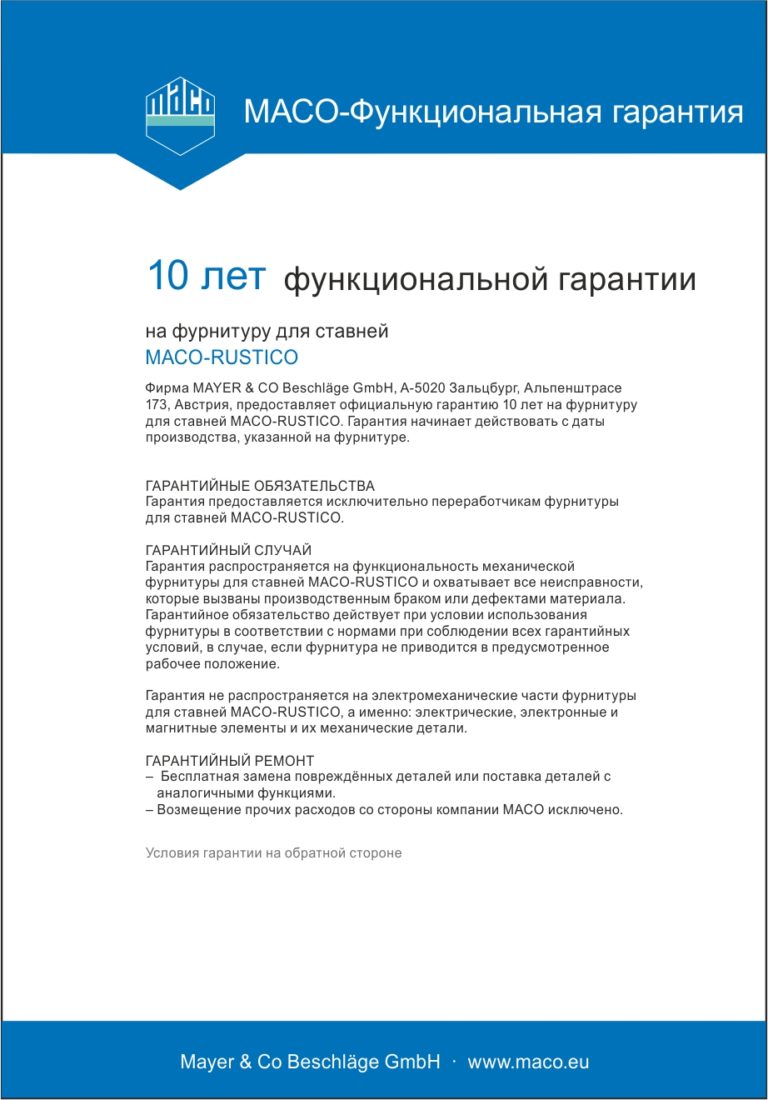 maco
MACO-Функциональная гарантия
10 лет функциональной гарантии
на фурнитуру для ставней
MACO-RUSTICO
Фирма MAYER & CO Beschläge GmbH, А-5020 Зальцбург, Альпенштрасе
173, Австрия, предоставляет официальную гарантию 10 лет на фурнитуру
для ставней MACO-RUSTICO. Гарантия начинает действовать с даты
производства, указанной на фурнитуре.
ГАРАНТИЙНЫЕ ОБЯЗАТЕЛЬСТВА
Гарантия предоставляется исключительно переработчикам фурнитуры
для ставней MACO-RUSTICO.
ГАРАНТИЙНЫЙ СЛУЧАЙ
Гарантия распространяется на функциональность механической
фурнитуры для ставней MACO-RUSTICO и охватывает все неисправности,
которые вызваны производственным браком или дефектами материала.
Гарантийное обязательство действует при условии использования
фурнитуры в соответствии с нормами при соблюдении всех гарантийных
условий, в случае, если фурнитура не приводится в предусмотренное
рабочее положение.
Гарантия не распространяется на электромеханические части фурнитуры
для ставней MACO-RUSTICO, а именно: электрические, электронные и
магнитные элементы и их механические детали.
ГАРАНТИЙНЫЙ РЕМОНТ
– Бесплатная замена повреждённых деталей или поставка деталей с
аналогичными функциями.
– Возмещение прочих расходов со стороны компании MACO исключено.
Условия гарантии на обратной стороне
Mayer & Co Beschläge GmbH · www.maco.eu